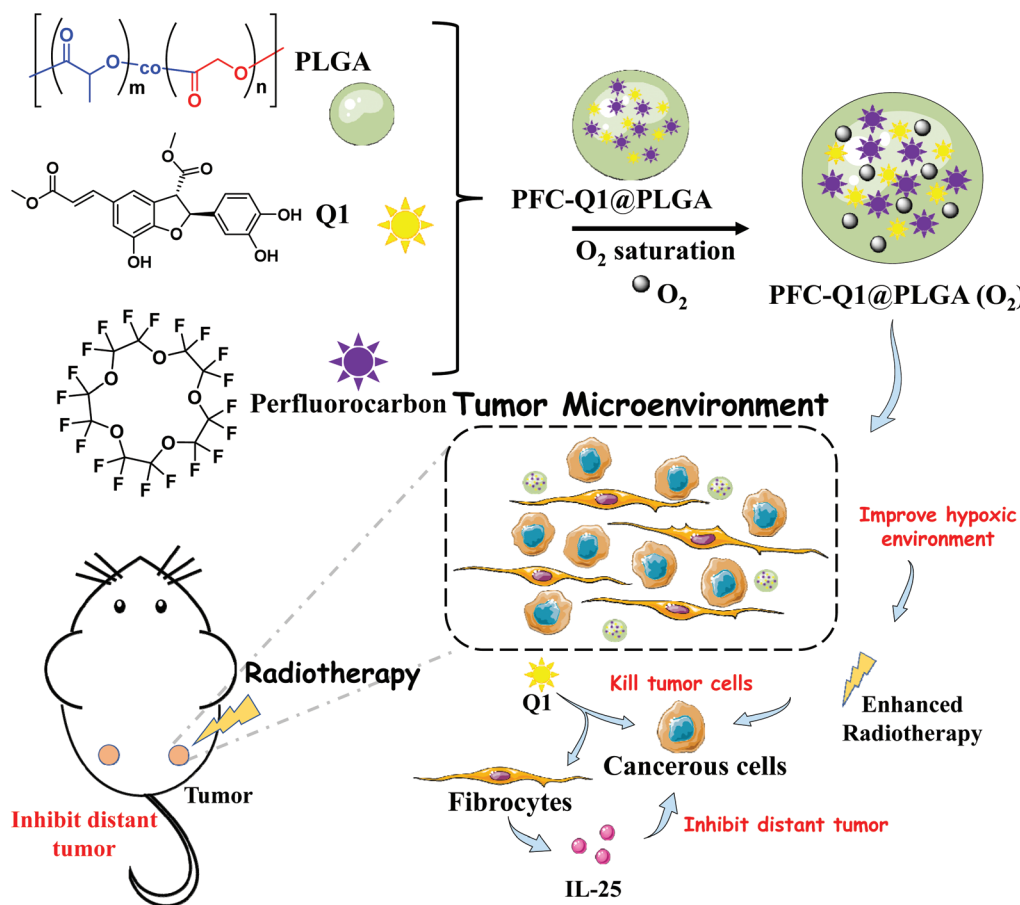 PLGA
O
O
m
co
O
O
n
O
O
O
O
O
OH
OH
OH
Q1
F F F F F F F F F F F F F F F F F F F F
O O O O O
Perfluorocarbon
PFC-Q1@PLGA
O₂ saturation
O₂
PFC-Q1@PLGA (O₂)
Tumor Microenvironment
Improve hypoxic
environment
Enhanced
Radiotherapy
Radiotherapy
Tumor
Inhibit distant
tumor
Q1
Kill tumor cells
Cancerous cells
Fibrocytes
Inhibit distant tumor
IL-25